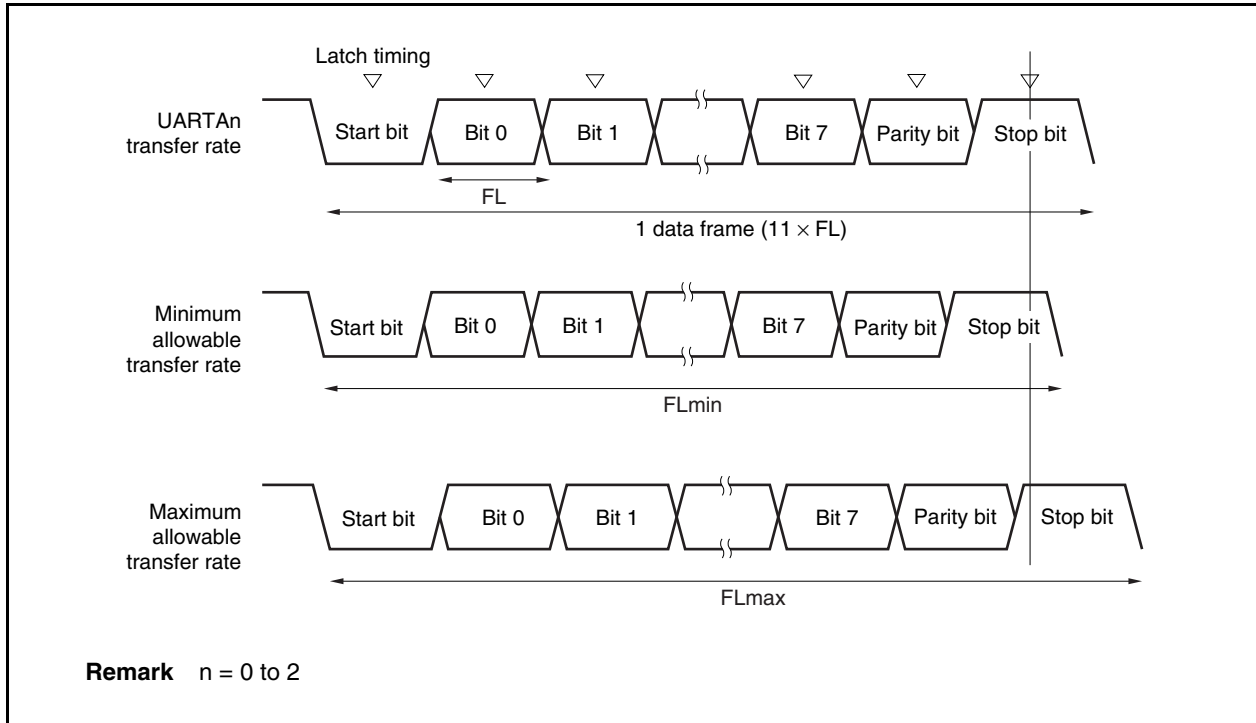 Latch timing
UARTAn
transfer rate
Start bit
Bit 0
Bit 1
Bit 7
Parity bit
Stop bit
FL
1 data frame (11 × FL)
Minimum
allowable
transfer rate
Start bit
Bit 0
Bit 1
Bit 7
Parity bit
Stop bit
FLmin
Maximum
allowable
transfer rate
Start bit
Bit 0
Bit 1
Bit 7
Parity bit
Stop bit
FLmax
Remark n = 0 to 2